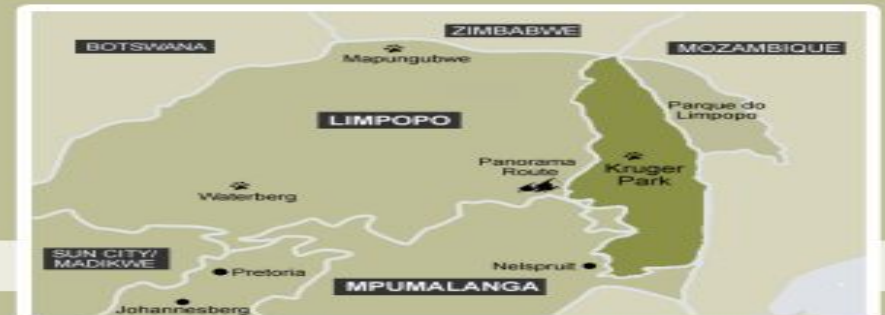 ZIMBABWE
BOTSWANA
MOZAMBIQUE
Mapungubwe
Parque do
Limpopo
LIMPOPO
Panorama
Route
Kruger
Park
Waterberg
SUN CITY/
MADIKWE
Pretoria
Nelspruit
MPUMALANGA
Johannesberg